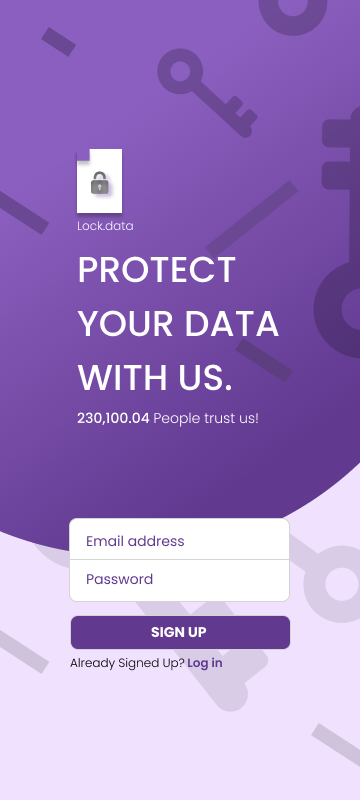 Lock.data
PROTECT
YOUR DATA
WITH US.
230,100.04 People trust us!
Email address
Password
SIGN UP
Already Signed Up? Log in